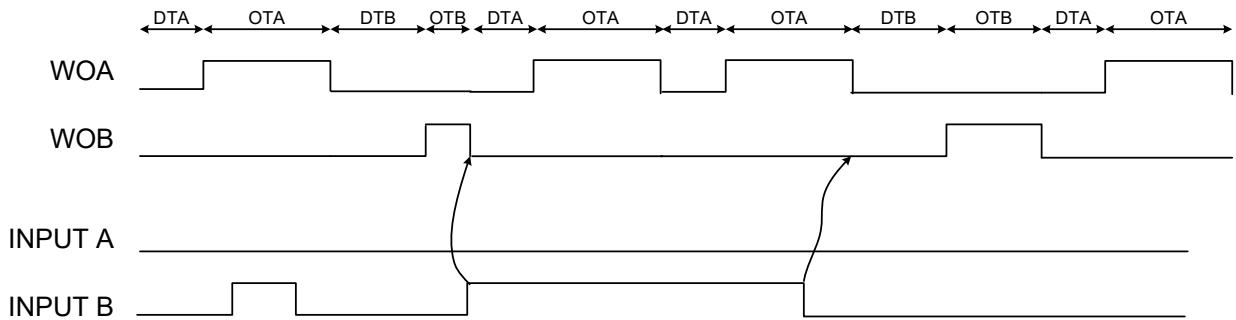 DTA OTA DTB OTB DTA OTA DTA OTA DTB OTB DTA OTA
WOA
WOB
INPUT A
INPUT B